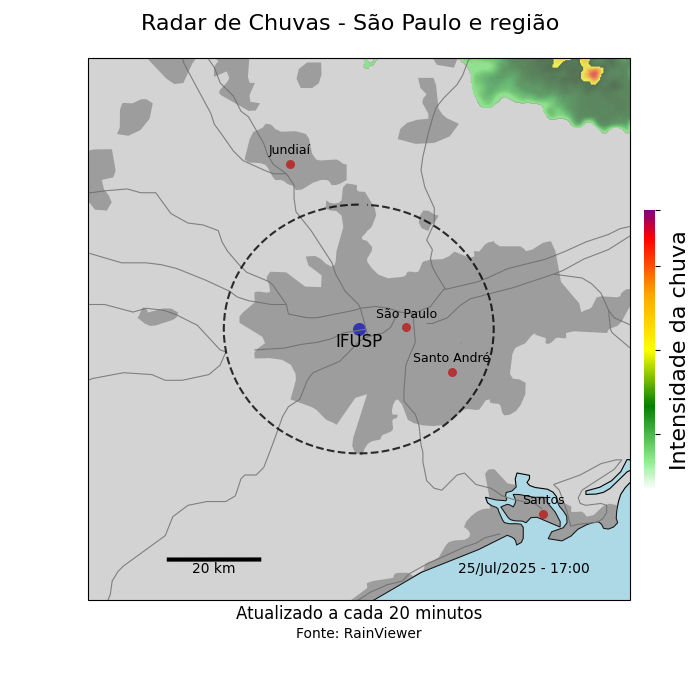 Radar de Chuvas - São Paulo e região
Jundiaí
São Paulo
IFUSP
Santo André
Santos
20 km
25/Jul/2025 - 17:00
Intensidade da chuva
Atualizado a cada 20 minutos
Fonte: RainViewer